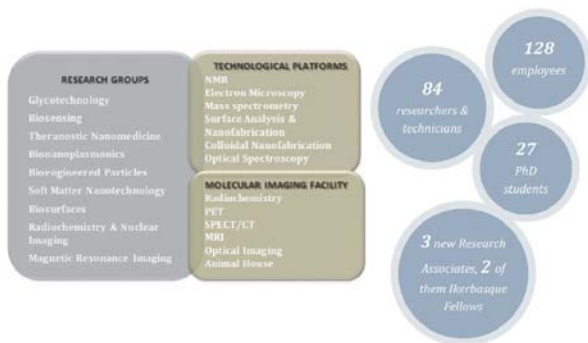 RESEARCH GROUPS
Glycotechnology
Biosensing
Theranostic Nanomedicine
Bionanoplasmonics
Bioengineered Particles
Soft Matter Nanotechnology
Biosurfaces
Radiochemistry & Nuclear
Imaging
Magnetic Resonance Imaging
TECHNOLOGICAL PLATFORMS
NMR
Electron Microscopy
Mass spectrometry
Surface Analysis &
Nanofabrication
Colloidal Nanofabrication
Optical Spectroscopy
MOLECULAR IMAGING FACILITY
Radiochemistry
PET
SPECT/CT
MRI
Optical Imaging
Animal House
128
employees
84
researchers &
technicians
27
PhD
students
3 new Research
Associates, 2 of
them Ikerbasque
Fellows